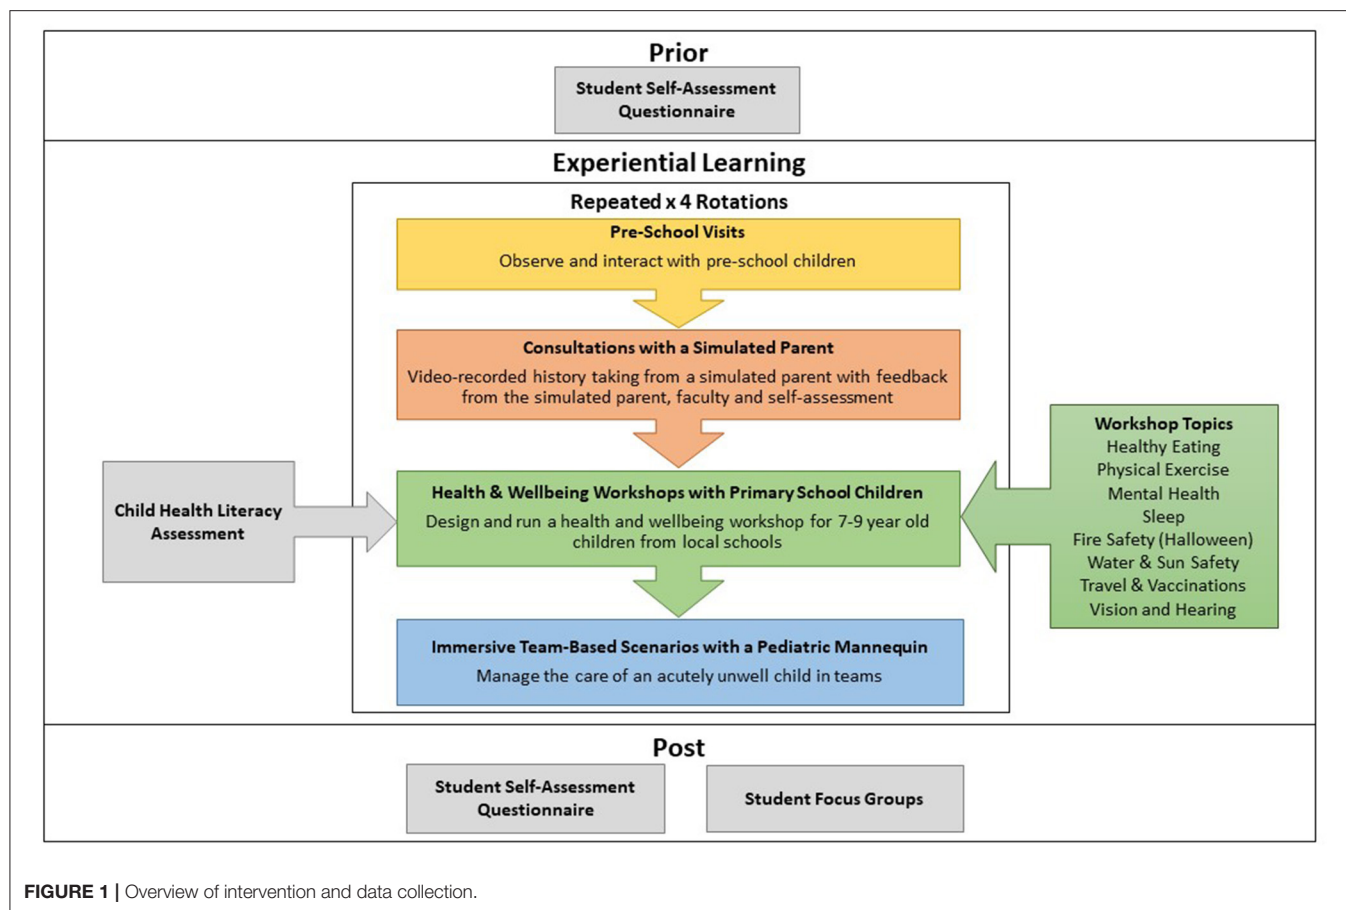 Prior
Student Self-Assessment
Questionnaire
Experiential Learning
Repeated x 4 Rotations
Pre-School Visits
Observe and interact with pre-school children
Consultations with a Simulated Parent
Video-recorded history taking from a simulated parent with feedback
from the simulated parent, faculty and self-assessment
Child Health Literacy
Assessment
Health & Wellbeing Workshops with Primary School Children
Design and run a health and wellbeing workshop for 7-9 year old
children from local schools
Workshop Topics
Healthy Eating
Physical Exercise
Mental Health
Sleep
Fire Safety (Halloween)
Water & Sun Safety
Travel & Vaccinations
Vision and Hearing
Immersive Team-Based Scenarios with a Pediatric Mannequin
Manage the care of an acutely unwell child in teams
Post
Student Self-Assessment
Questionnaire
Student Focus Groups
FIGURE 1 | Overview of intervention and data collection.